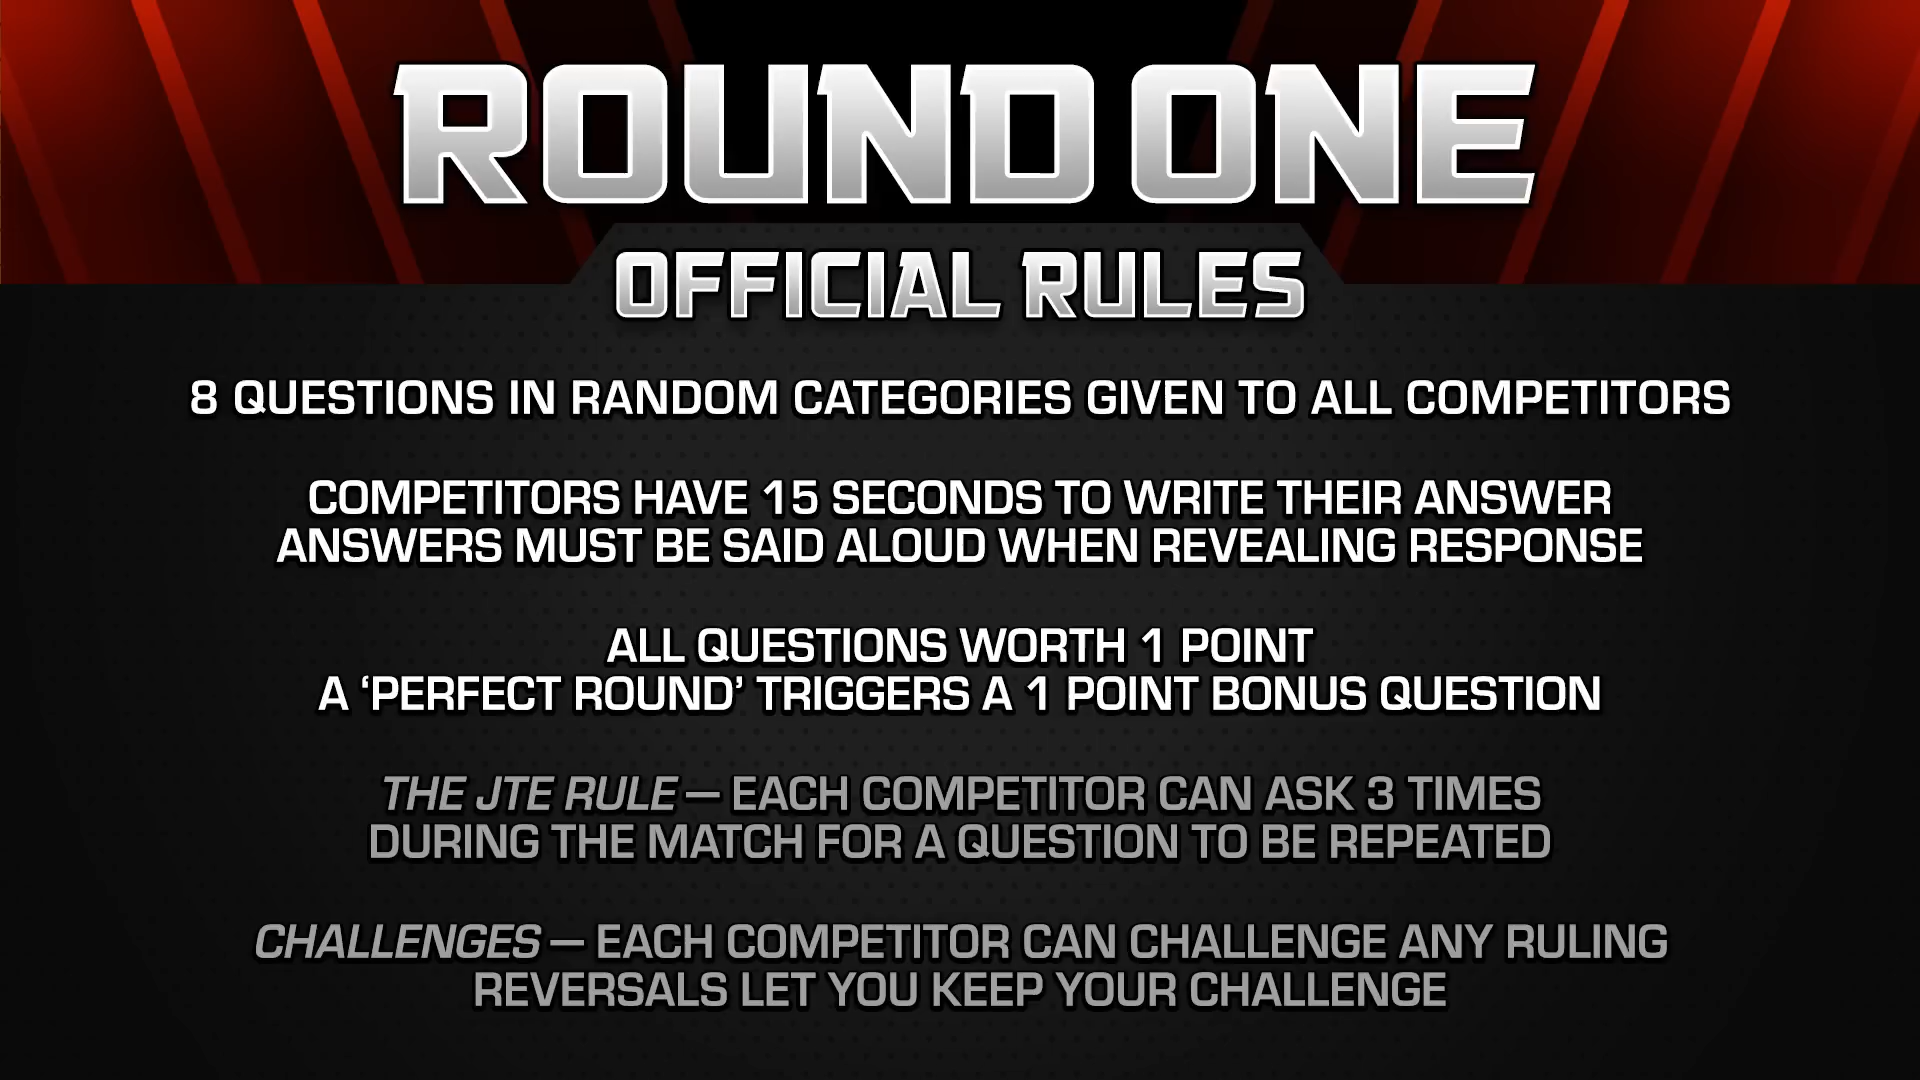 ROUND ONE
OFFICIAL RULES
8 QUESTIONS IN RANDOM CATEGORIES GIVEN TO ALL COMPETITORS
COMPETITORS HAVE 15 SECONDS TO WRITE THEIR ANSWER
ANSWERS MUST BE SAID ALOUD WHEN REVEALING RESPONSE
ALL QUESTIONS WORTH 1 POINT
A ‘PERFECT ROUND’ TRIGGERS A 1 POINT BONUS QUESTION
THE JTE RULE — EACH COMPETITOR CAN ASK 3 TIMES
DURING THE MATCH FOR A QUESTION TO BE REPEATED
CHALLENGES — EACH COMPETITOR CAN CHALLENGE ANY RULING
REVERSALS LET YOU KEEP YOUR CHALLENGE